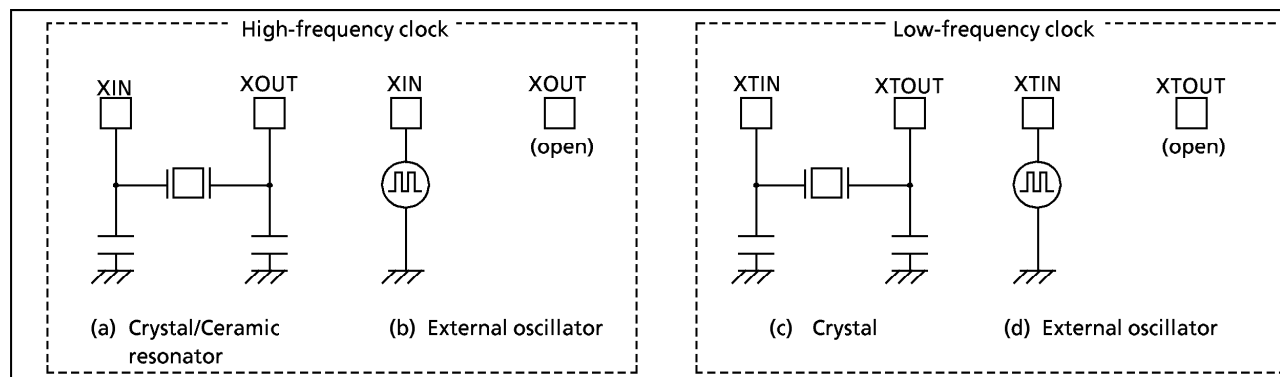 High-frequency clock
XIN
XOUT
XIN
XOUT
(open)
(a) Crystal/Ceramic
resonator
(b) External oscillator
Low-frequency clock
XTIN
XTOUT
XTIN
XTOUT
(open)
(c) Crystal
(d) External oscillator